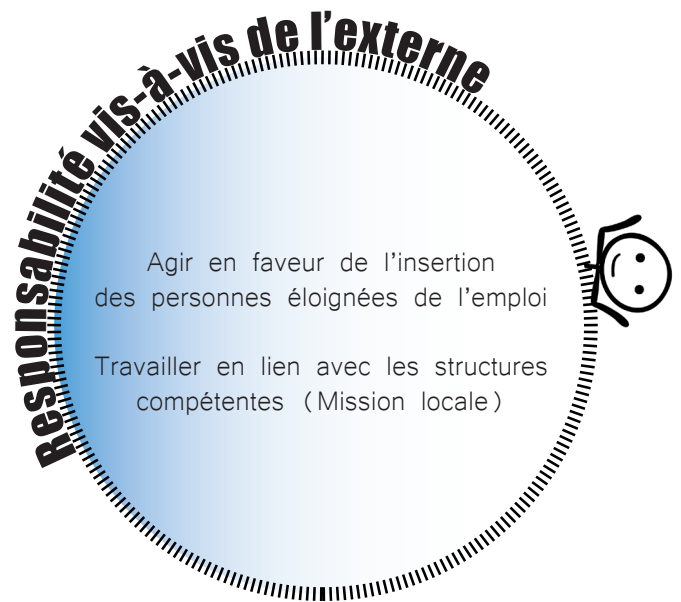 Responsabilité vis-à-vis de l’externe
Agir en faveur de l’insertion
des personnes éloignées de l’emploi
Travailler en lien avec les structures
compétentes (Mission locale)